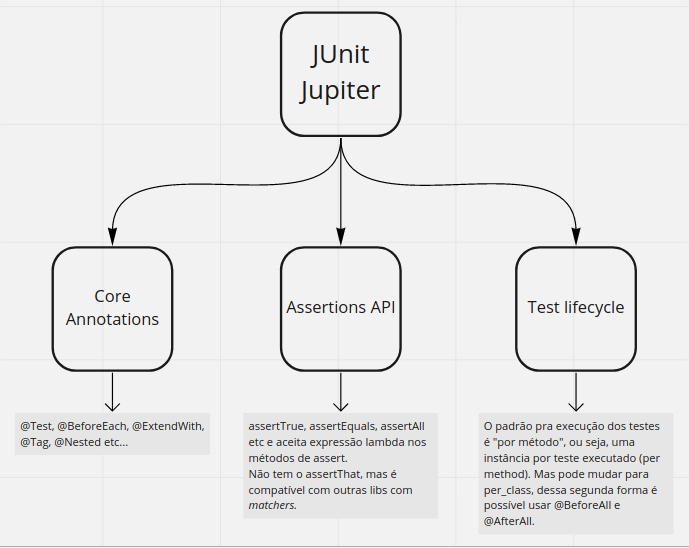 JUnit
Jupiter
Core
Annotations
Assertions API
Test lifecycle
@Test, @BeforeEach, @ExtendWith,
@Tag, @Nested etc...
assertTrue, assertEquals, assertAll
etc e aceita expressão lambda nos
métodos de assert.
Não tem o assertThat, mas é
compatível com outras libs com
matchers.
O padrão pra execução dos testes
é "por método", ou seja, uma
instância por teste executado (per
method). Mas pode mudar para
per_class, dessa segunda forma é
possível usar @BeforeAll e
@AfterAll.